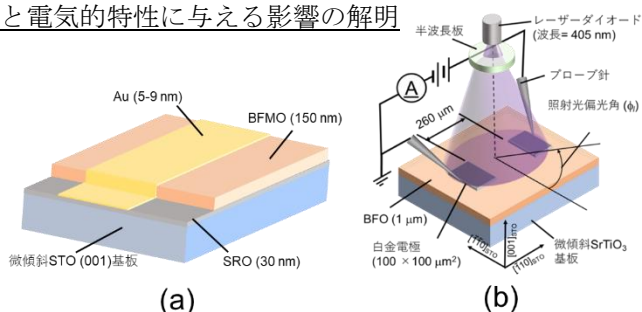 と電気的特性に与える影響の解明
Au (5-9 nm)
BFMO (150 nm)
微傾斜STO (001)基板
SRO (30 nm)
(a)
半波長板
レーザーダイオード
(波長= 405 nm)
プローブ針
照射光偏光角 (ϕ)
A
260 μm
BFO (1 μm)
白金電極
(100 ×100 μm²)
[001]STO
[110]STO
[110]STO
微傾斜SrTiO₃
基板
(b)